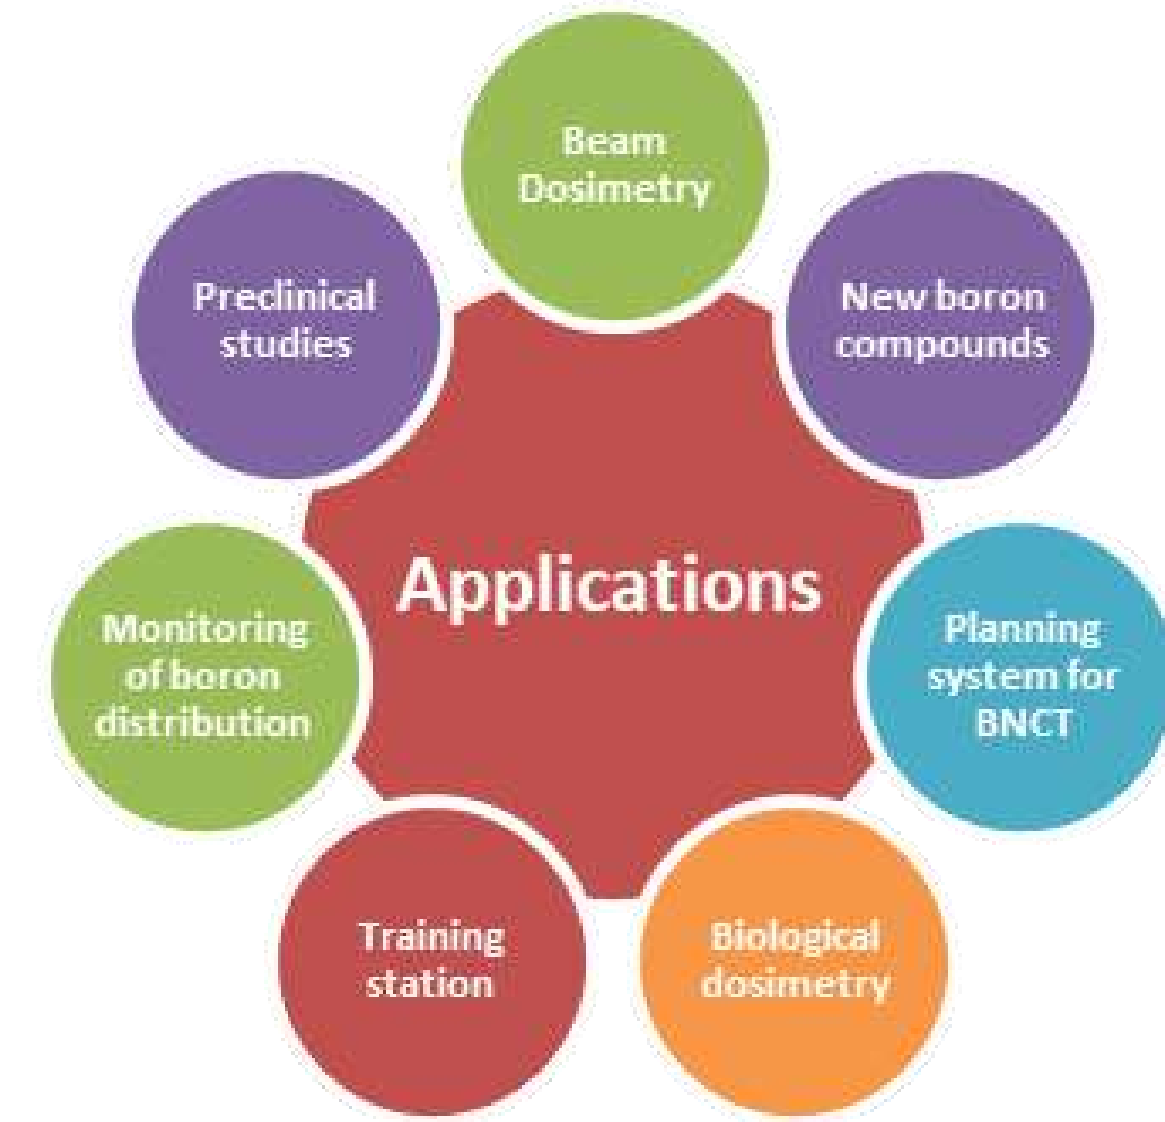 Beam
Dosimetry
New boron
compounds
Planning
system for
BNCT
Biological
dosimetry
Training
station
Monitoring
of boron
distribution
Preclinical
studies
Applications